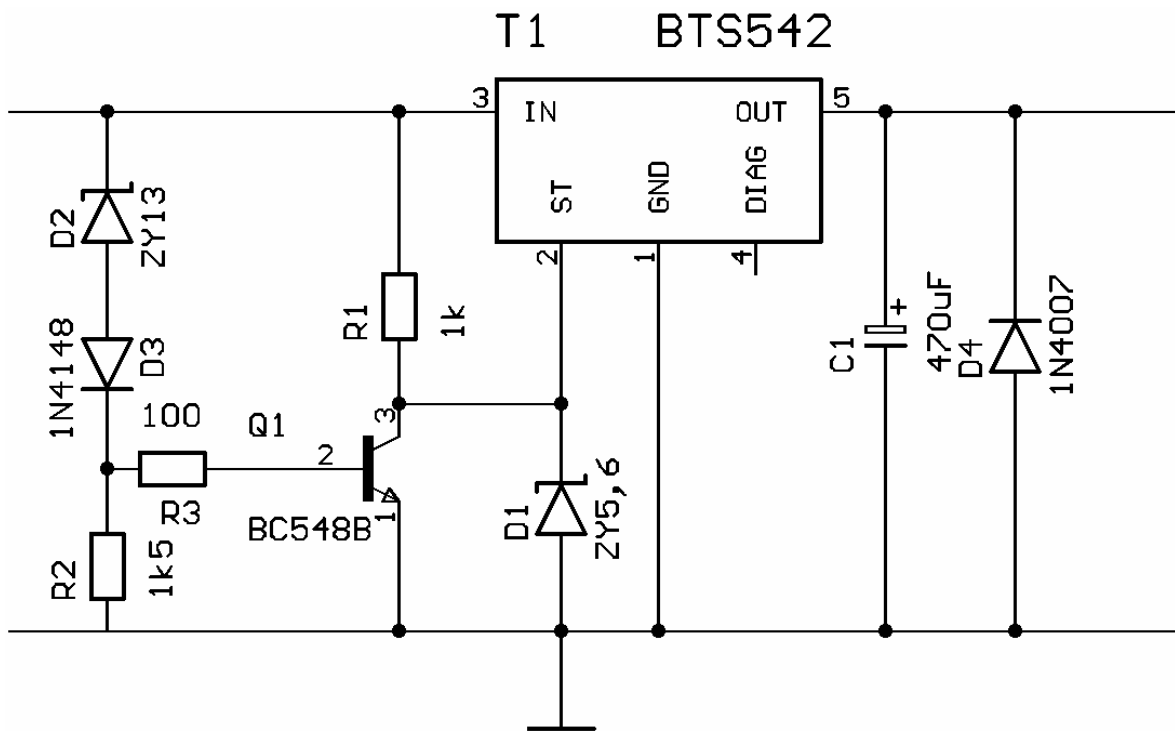 T1 BTS542
3 IN OUT 5
ST GND DIAG
2 1 4
D2 ZY13
1N4148 D3
R1 1k
C1 + 470uF
D4 1N4007
100 Q1
3
2
R3
BC548B 1
D1 ZY5,6
R2 1k5